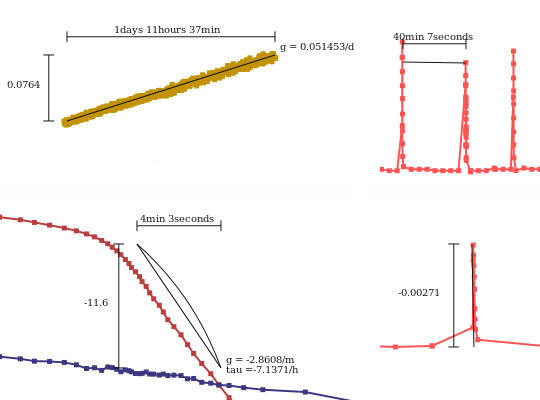 1days 11hours 37min
g = 0.051453/d
0.0764
40min 7seconds
4min 3seconds
-11.6
g = -2.8608/m
tau =-7.1371/h
-0.00271